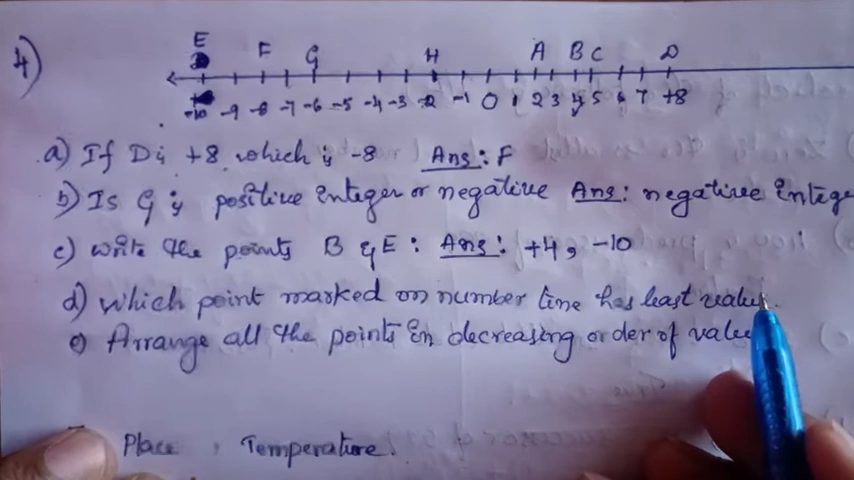 4)
E F G H A B C D
-10 -9 -8 -7 -6 -5 -4 -3 -2 -1 0 1 2 3 4 5 6 7 +8
a) If D is +8 which is -8 Ans: F
b) Is G is positive integer or negative Ans: negative intege
c) write the points B & E : Ans: +4, -10
d) which point marked on number line has least value.
e) Arrange all the points in decreasing order of value
Place , Temperature.